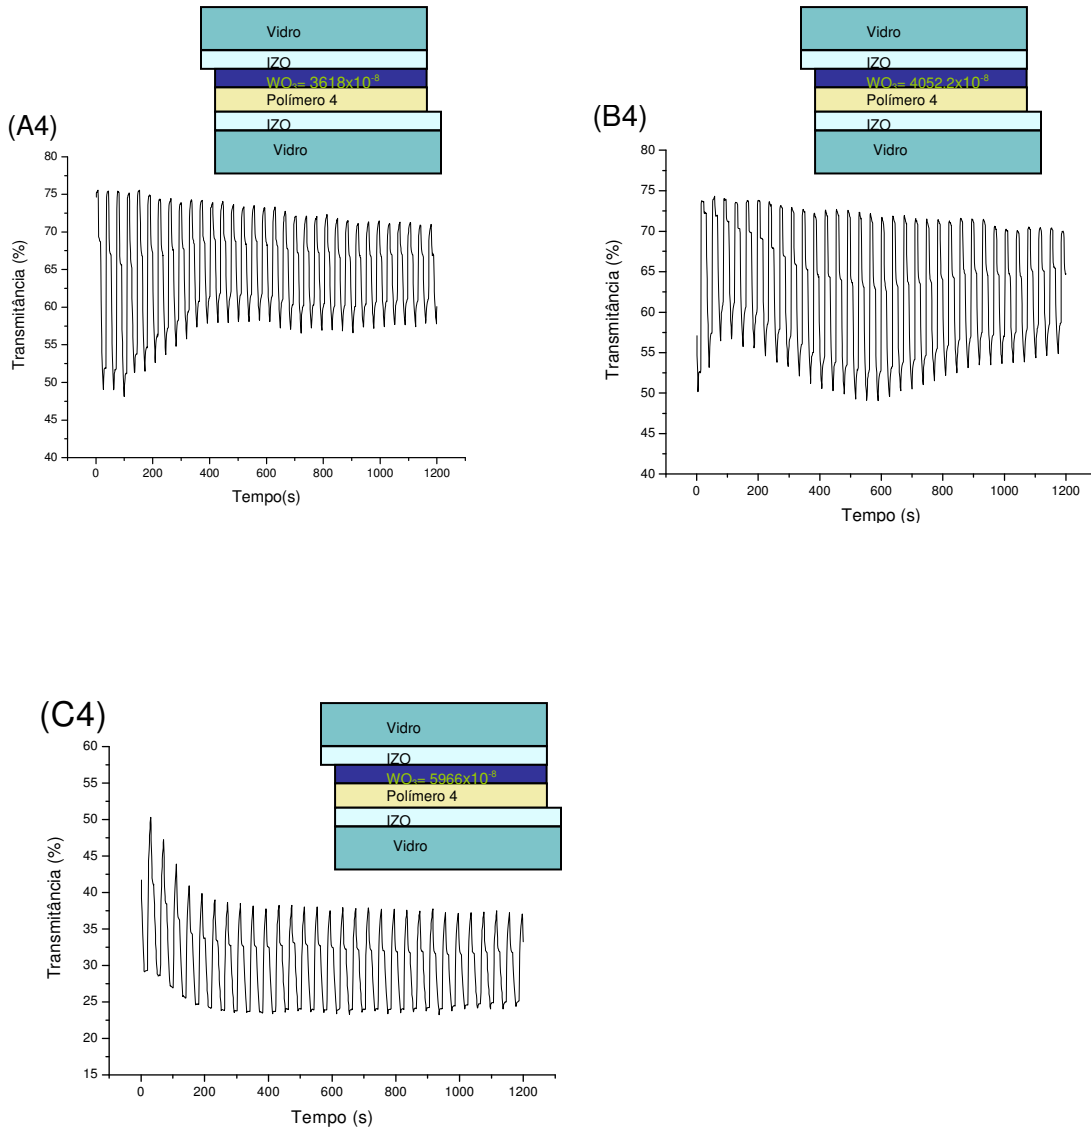 Vidro
IZO
WO₃= 3618x10⁻⁸
Polímero 4
IZO
Vidro
(A4)
80
75
70
65
60
55
50
45
40
Transmitância (%)
0 200 400 600 800 1000 1200
Tempo(s)
Vidro
IZO
WO₃= 4052.2x10⁻⁸
Polímero 4
IZO
Vidro
(B4)
80
75
70
65
60
55
50
45
40
Transmitância (%)
0 200 400 600 800 1000 1200
Tempo (s)
(C4)
Vidro
IZO
WO₃= 5966x10⁻⁸
Polímero 4
IZO
Vidro
60
55
50
45
40
35
30
25
20
15
Transmitância (%)
0 200 400 600 800 1000 1200
Tempo (s)